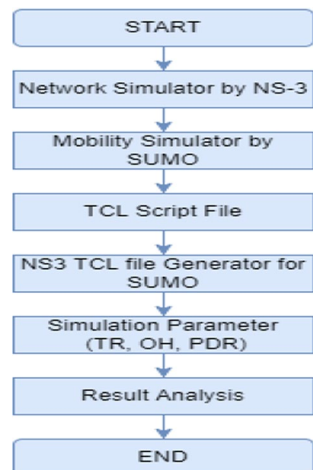 START
Network Simulator by NS-3
Mobility Simulator by
SUMO
TCL Script File
NS3 TCL file Generator for
SUMO
Simulation Parameter
(TR, OH, PDR)
Result Analysis
END